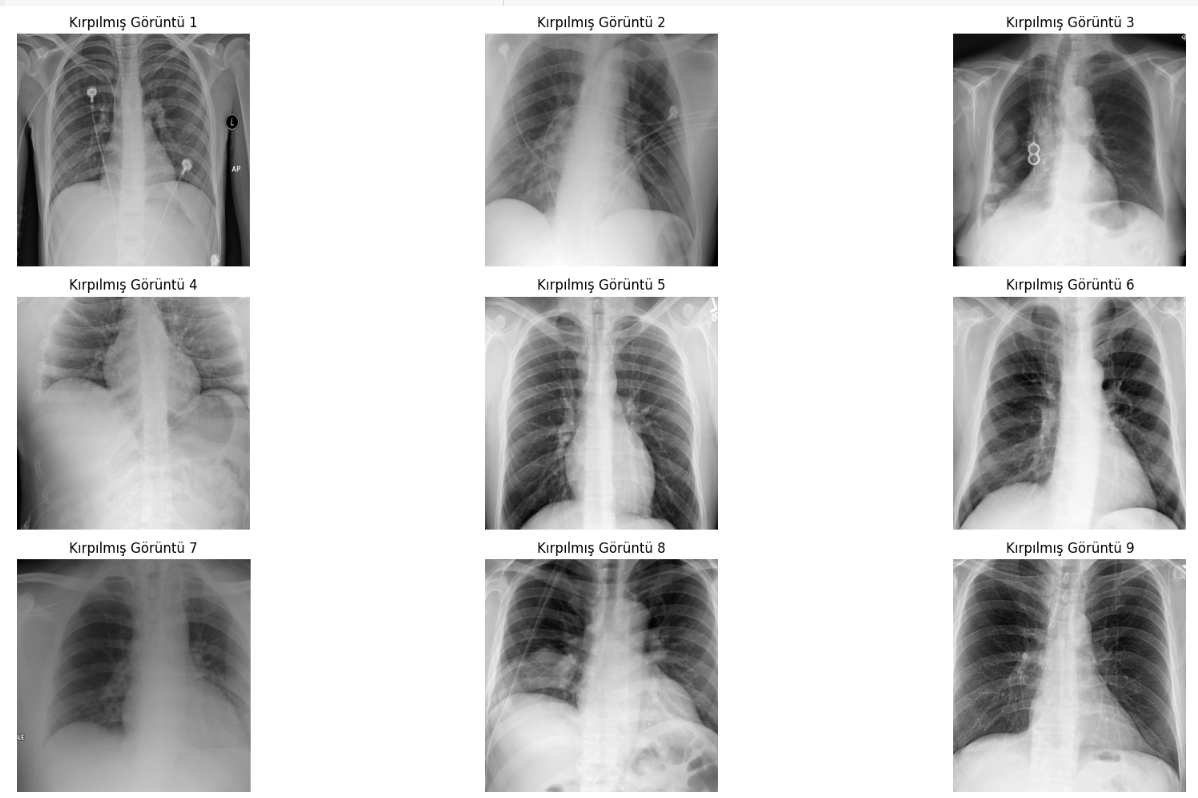 Kırpılmış Görüntü 1
Kırpılmış Görüntü 2
Kırpılmış Görüntü 3
L
AP
Kırpılmış Görüntü 4
Kırpılmış Görüntü 5
Kırpılmış Görüntü 6
Kırpılmış Görüntü 7
Kırpılmış Görüntü 8
Kırpılmış Görüntü 9